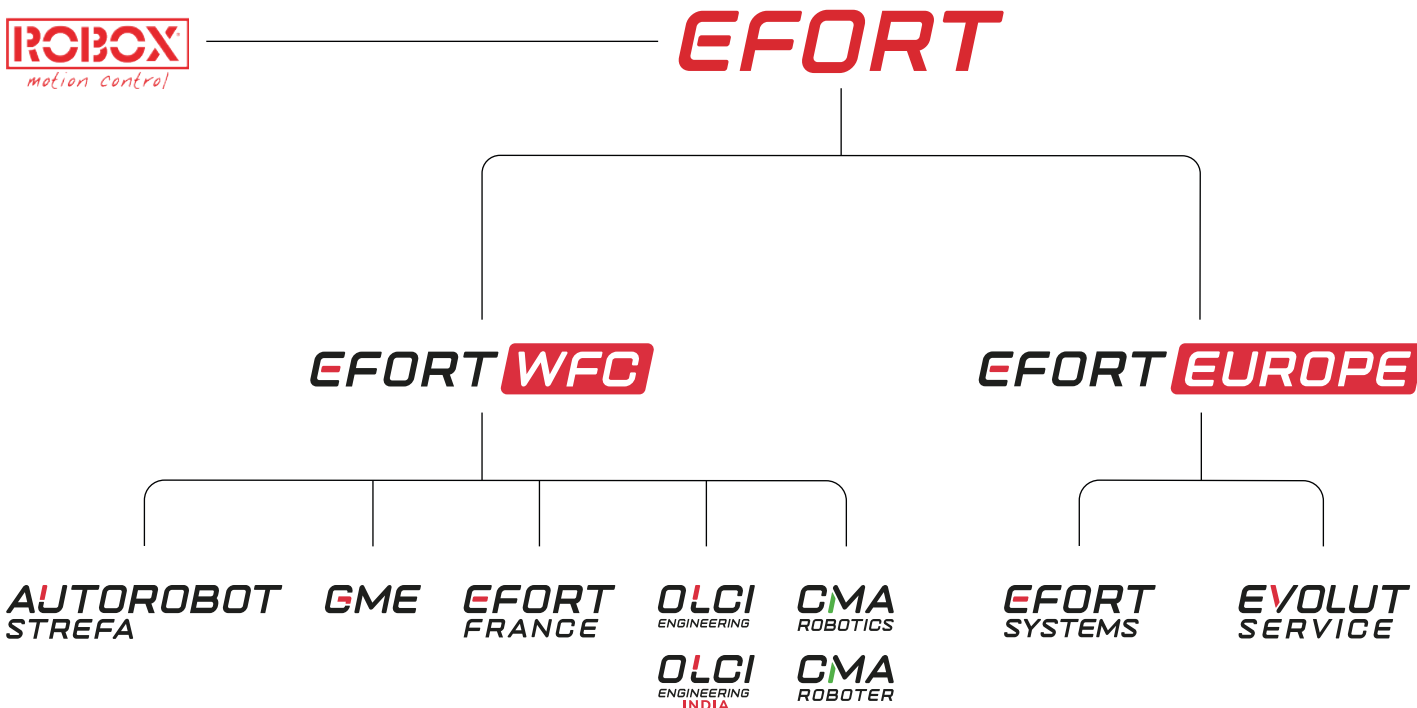 ROBOX
motion control
EFORT
EFORT WFC
EFORT EUROPE
AUTOROBOT
STREFA
GME
EFORT
FRANCE
OLCI
ENGINEERING
OLCI
ENGINEERING
INDIA
CMA
ROBOTICS
CMA
ROBOTER
EFORT
SYSTEMS
EVOLUT
SERVICE